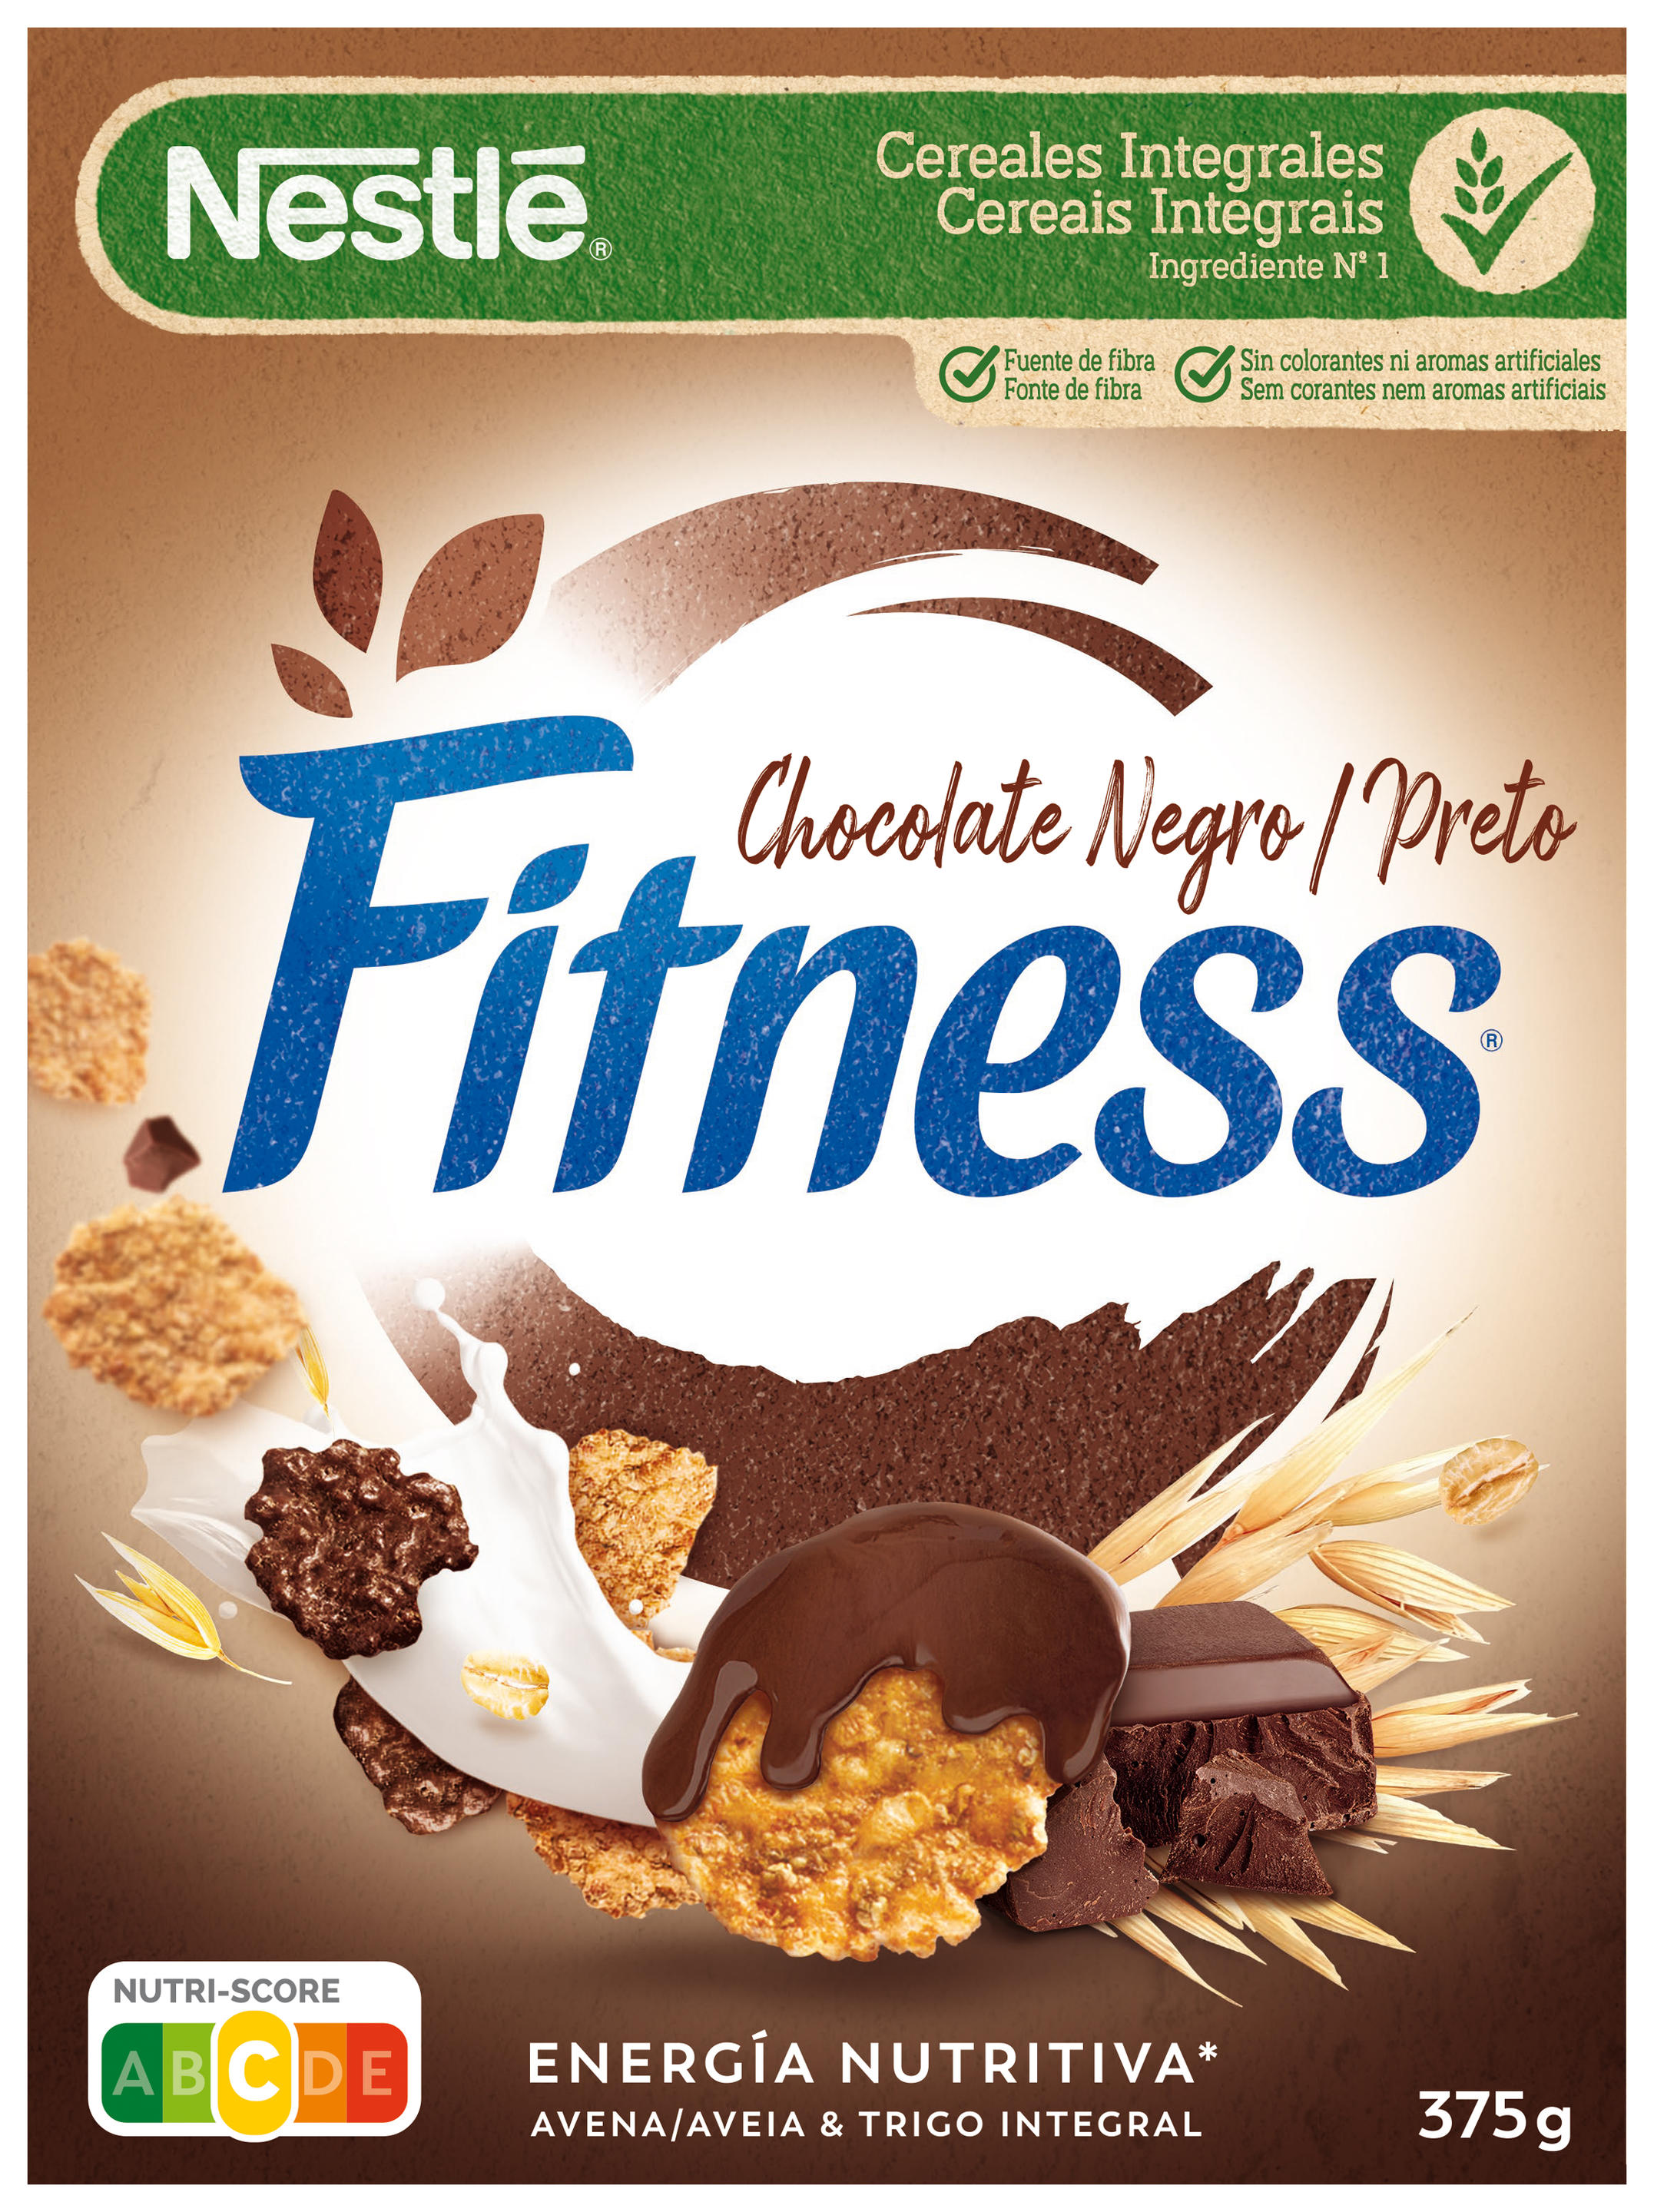 Nestlé®
Cereales Integrales
Cereais Integrais
Ingrediente Nº 1
Fuente de fibra
Fonte de fibra
Sin colorantes ni aromas artificiales
Sem corantes nem aromas artificiais
Chocolate Negro / Preto
Fitness®
NUTRI-SCORE
A B C D E
ENERGÍA NUTRITIVA*
AVENA/AVEIA & TRIGO INTEGRAL
375g